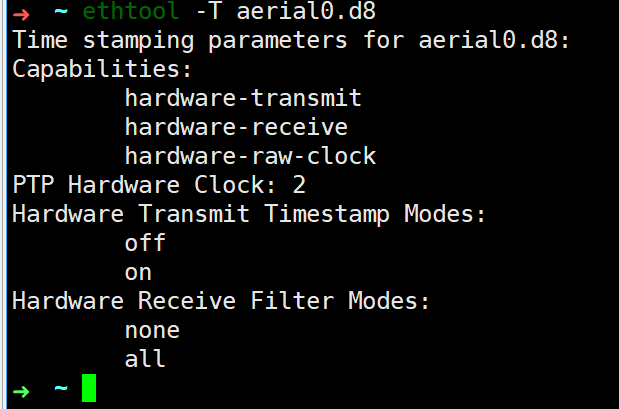 ➜ ~ ethtool -T aerial0.d8
Time stamping parameters for aerial0.d8:
Capabilities:
hardware-transmit
hardware-receive
hardware-raw-clock
PTP Hardware Clock: 2
Hardware Transmit Timestamp Modes:
off
on
Hardware Receive Filter Modes:
none
all
➜ ~